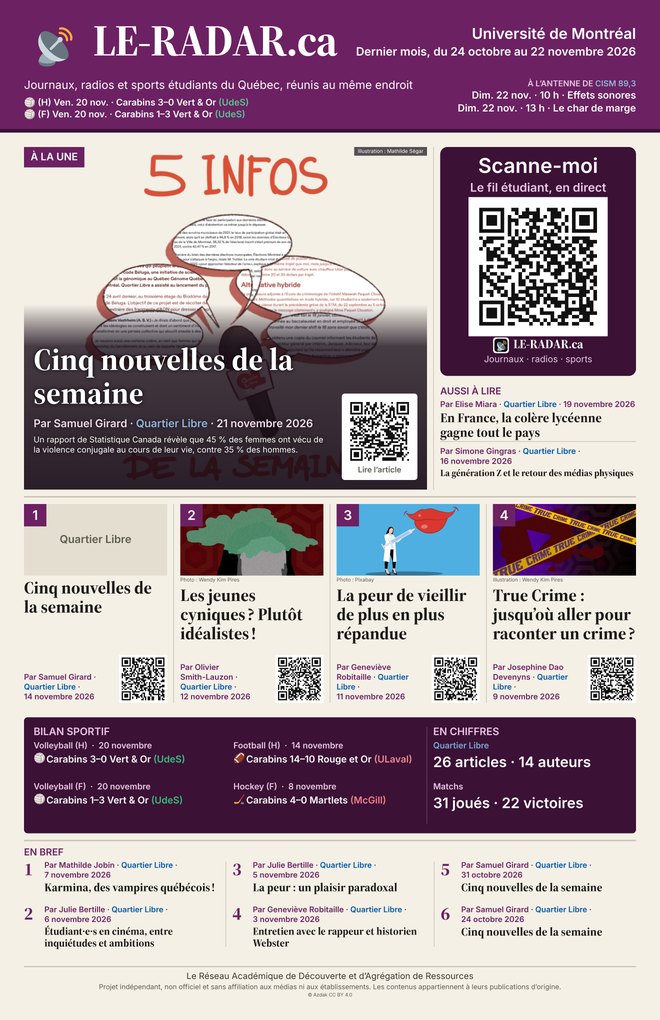 LE-RADAR.ca
Université de Montréal
Dernier mois, du 24 octobre au 22 novembre 2026
Journaux, radios et sports étudiants du Québec, réunis au même endroit
(H) Ven. 20 nov. · Carabins 3–0 Vert & Or (UdeS)
(F) Ven. 20 nov. · Carabins 1–3 Vert & Or (UdeS)
À L'ANTENNE DE CISM 89,3
Dim. 22 nov. · 10 h · Effets sonores
Dim. 22 nov. · 13 h · Le char de marge
À LA UNE
Illustration : Mathilde Ségar
5 INFOS
DE LA SEMAINE
Cinq nouvelles de la
semaine
Par Samuel Girard · Quartier Libre · 21 novembre 2026
Un rapport de Statistique Canada révèle que 45 % des femmes ont vécu de
la violence conjugale au cours de leur vie, contre 35 % des hommes.
Lire l'article
Scanne-moi
Le fil étudiant, en direct
LE-RADAR.ca
Journaux · radios · sports
AUSSI À LIRE
Par Elise Miara · Quartier Libre · 19 novembre 2026
En France, la colère lycéenne
gagne tout le pays
Par Simone Gingras · Quartier Libre ·
16 novembre 2026
La génération Z et le retour des médias physiques
1
Quartier Libre
Cinq nouvelles de
la semaine
Par Samuel Girard ·
Quartier Libre ·
14 novembre 2026
2
Photo : Wendy Kim Pires
Les jeunes
cyniques ? Plutôt
idéalistes !
Par Olivier
Smith-Lauzon ·
Quartier Libre ·
12 novembre 2026
3
Photo : Pixabay
La peur de vieillir
de plus en plus
répandue
Par Geneviève
Robitaille · Quartier
Libre ·
11 novembre 2026
4
TRUE CRIME
Illustration : Wendy Kim Pires
True Crime :
jusqu'où aller pour
raconter un crime ?
Par Josephine Dao
Devenyns · Quartier
Libre ·
9 novembre 2026
BILAN SPORTIF
Volleyball (H) · 20 novembre
Carabins 3–0 Vert & Or (UdeS)
Football (H) · 14 novembre
Carabins 14–10 Rouge et Or (ULaval)
Volleyball (F) · 20 novembre
Carabins 1–3 Vert & Or (UdeS)
Hockey (F) · 8 novembre
Carabins 4–0 Martlets (McGill)
EN CHIFFRES
Quartier Libre
26 articles · 14 auteurs
Matchs
31 joués · 22 victoires
EN BREF
1
Par Mathilde Jobin · Quartier Libre ·
7 novembre 2026
Karmina, des vampires québécois !
2
Par Julie Bertille · Quartier Libre ·
6 novembre 2026
Étudiant·e·s en cinéma, entre
inquiétudes et ambitions
3
Par Julie Bertille · Quartier Libre ·
5 novembre 2026
La peur : un plaisir paradoxal
4
Par Geneviève Robitaille · Quartier Libre ·
3 novembre 2026
Entretien avec le rappeur et historien
Webster
5
Par Samuel Girard · Quartier Libre ·
31 octobre 2026
Cinq nouvelles de la semaine
6
Par Samuel Girard · Quartier Libre ·
24 octobre 2026
Cinq nouvelles de la semaine
Le Réseau Académique de Découverte et d'Agrégation de Ressources
Projet indépendant, non officiel et sans affiliation aux médias ni aux établissements. Les contenus appartiennent à leurs publications d'origine.
© Azdak CC BY 4.0